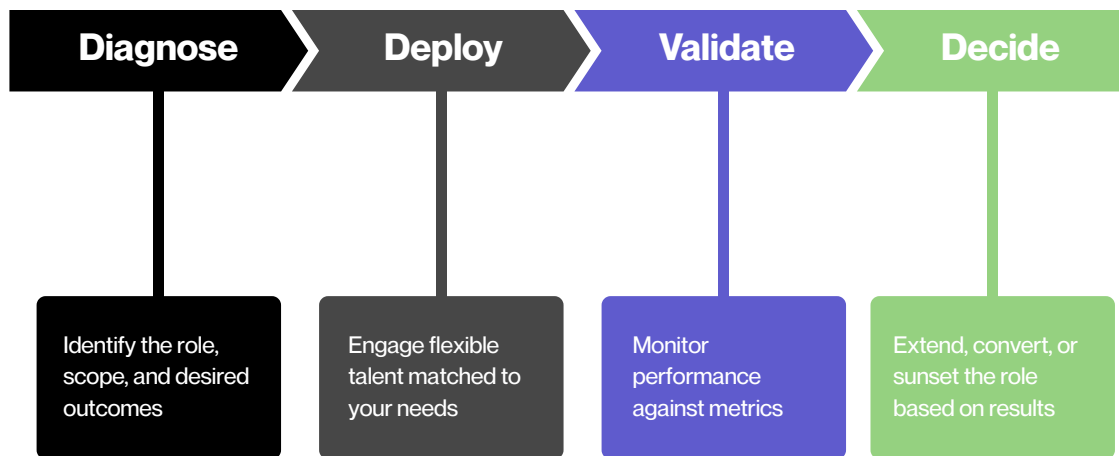 Diagnose
Deploy
Validate
Decide
Identify the role,
scope, and desired
outcomes
Engage flexible
talent matched to
your needs
Monitor
performance
against metrics
Extend, convert, or
sunset the role
based on results